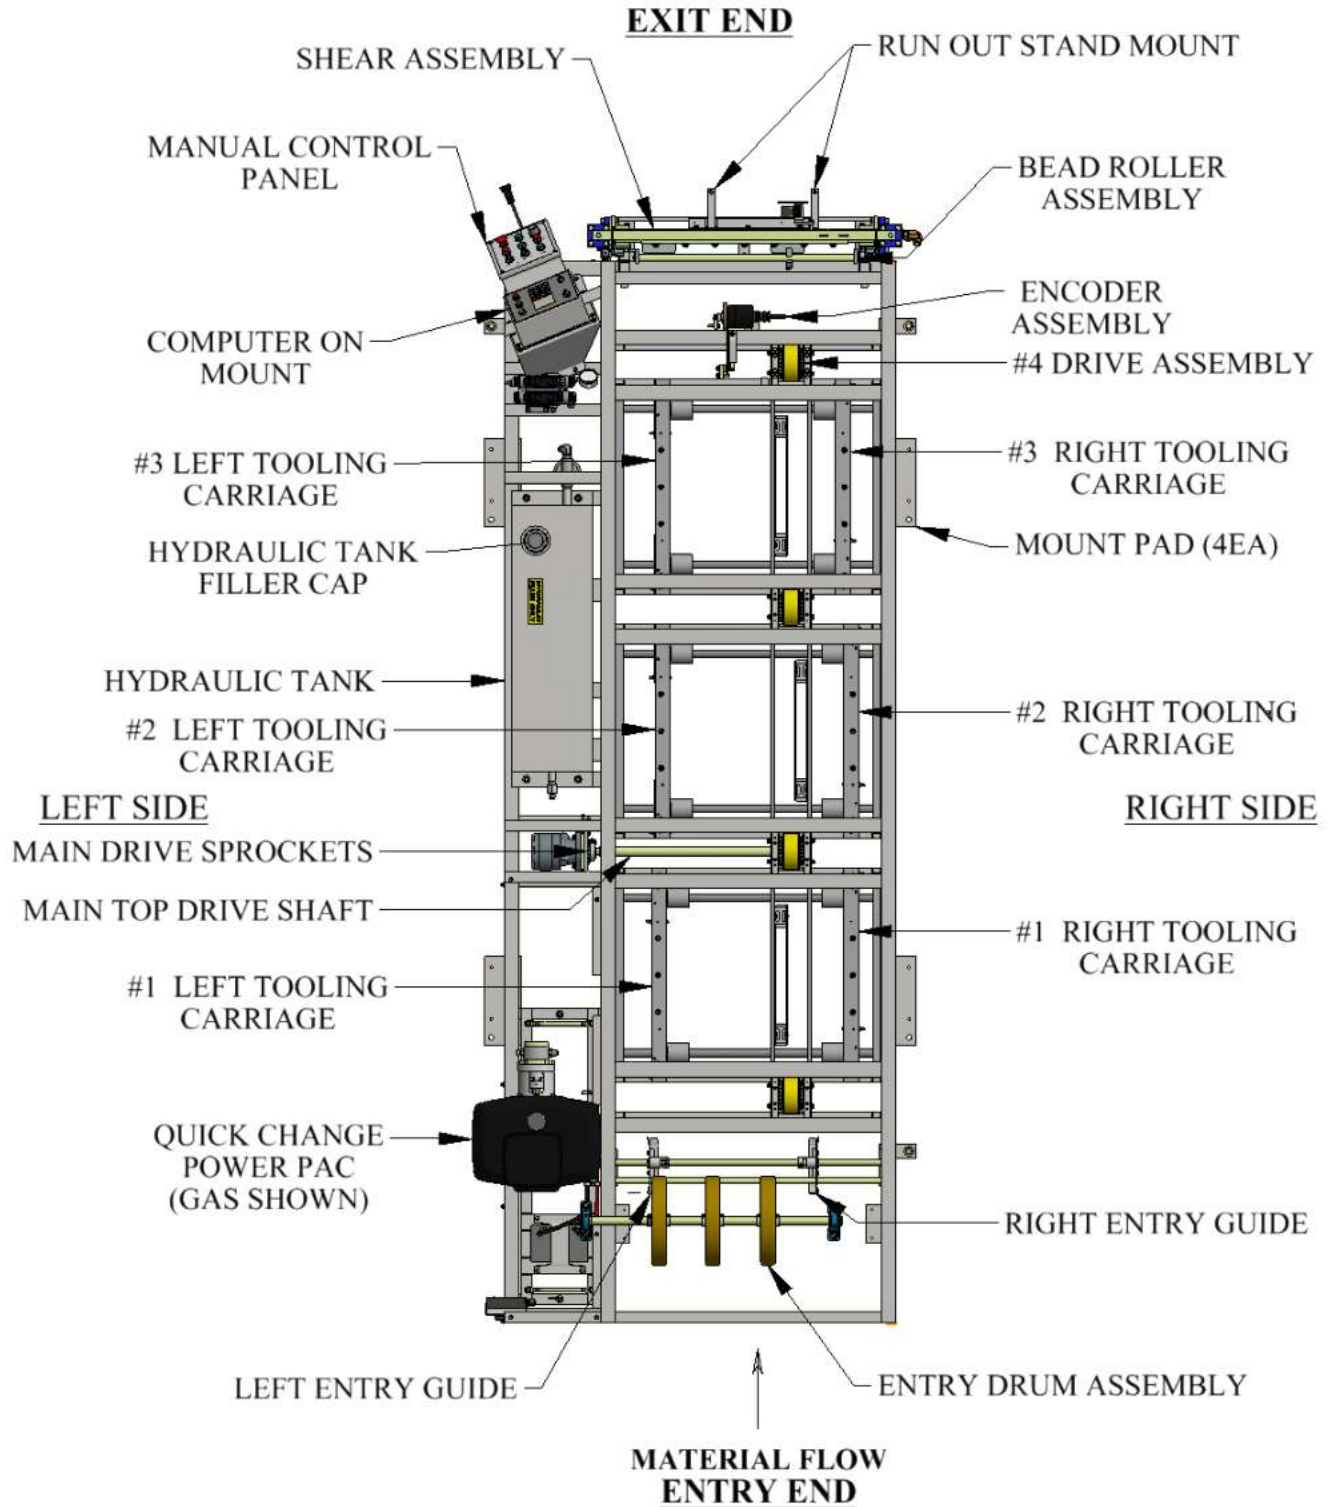 EXIT END
SHEAR ASSEMBLY
RUN OUT STAND MOUNT
MANUAL CONTROL
PANEL
BEAD ROLLER
ASSEMBLY
ENCODER
ASSEMBLY
COMPUTER ON
MOUNT
#4 DRIVE ASSEMBLY
#3 LEFT TOOLING
CARRIAGE
#3 RIGHT TOOLING
CARRIAGE
HYDRAULIC TANK
FILLER CAP
MOUNT PAD (4EA)
HYDRAULIC TANK
#2 LEFT TOOLING
CARRIAGE
#2 RIGHT TOOLING
CARRIAGE
LEFT SIDE
RIGHT SIDE
MAIN DRIVE SPROCKETS
MAIN TOP DRIVE SHAFT
#1 RIGHT TOOLING
CARRIAGE
#1 LEFT TOOLING
CARRIAGE
QUICK CHANGE
POWER PAC
(GAS SHOWN)
RIGHT ENTRY GUIDE
LEFT ENTRY GUIDE
ENTRY DRUM ASSEMBLY
MATERIAL FLOW
ENTRY END